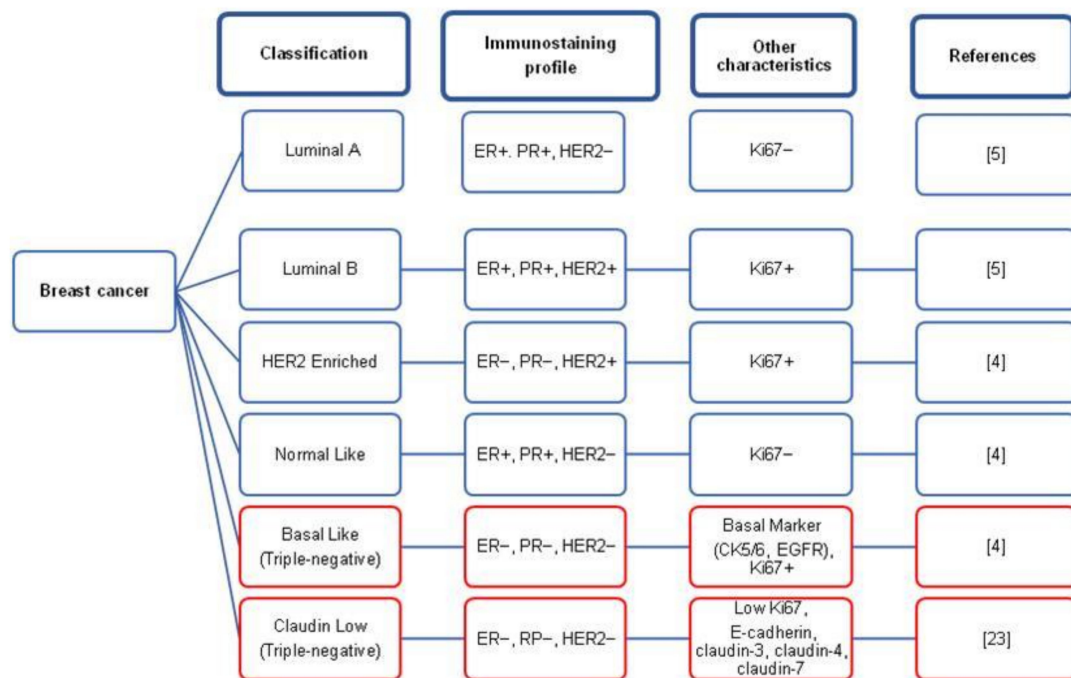 Classification
Immunostaining
profile
Other
characteristics
References
Luminal A
ER+. PR+, HER2−
Ki67−
[5]
Breast cancer
Luminal B
ER+, PR+, HER2+
Ki67+
[5]
HER2 Enriched
ER−, PR−, HER2+
Ki67+
[4]
Normal Like
ER+, PR+, HER2−
Ki67−
[4]
Basal Like
(Triple-negative)
ER−, PR−, HER2−
Basal Marker
(CK5/6, EGFR),
Ki67+
[4]
Claudin Low
(Triple-negative)
ER−, RP−, HER2−
Low Ki67,
E-cadherin,
claudin-3, claudin-4,
claudin-7
[23]